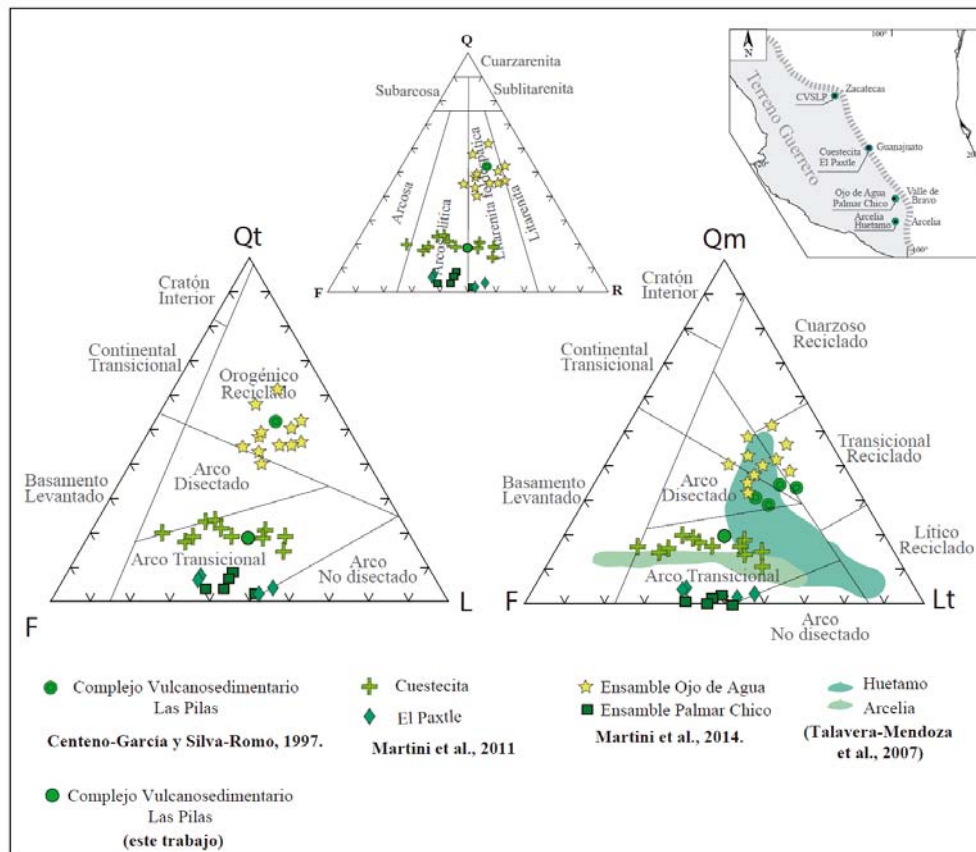 Q
Cuarzarenita
Subarcosa
Sublitarenita
Arcosa
Litarenita
F
R
N
100°
Terreno Guerrero
CVSLP
Zacatecas
Cuestecita
El Paxtle
Guanajuato
Ojo de Agua
Palmar Chico
Valle de
Bravo
Arcelia
Huetamo
Arcelia
100°
Qt
Cratón
Interior
Continental
Transicional
Orogénico
Reciclado
Basamento
Levantado
Arco
Disectado
Arco Transicional
Arco
No disectado
F
L
Qm
Cratón
Interior
Continental
Transicional
Cuarzoso
Reciclado
Transicional
Reciclado
Basamento
Levantado
Arco
Disectado
Lítico
Reciclado
Arco Transicional
F
Lt
Arco
No disectado
Complejo Vulcanosedimentario
Las Pilas
Centeno-García y Silva-Romo, 1997.
Cuestecita
El Paxtle
Martini et al., 2011
Ensamble Ojo de Agua
Ensamble Palmar Chico
Martini et al., 2014.
Huetamo
Arcelia
(Talavera-Mendoza
et al., 2007)
Complejo Vulcanosedimentario
Las Pilas
(este trabajo)